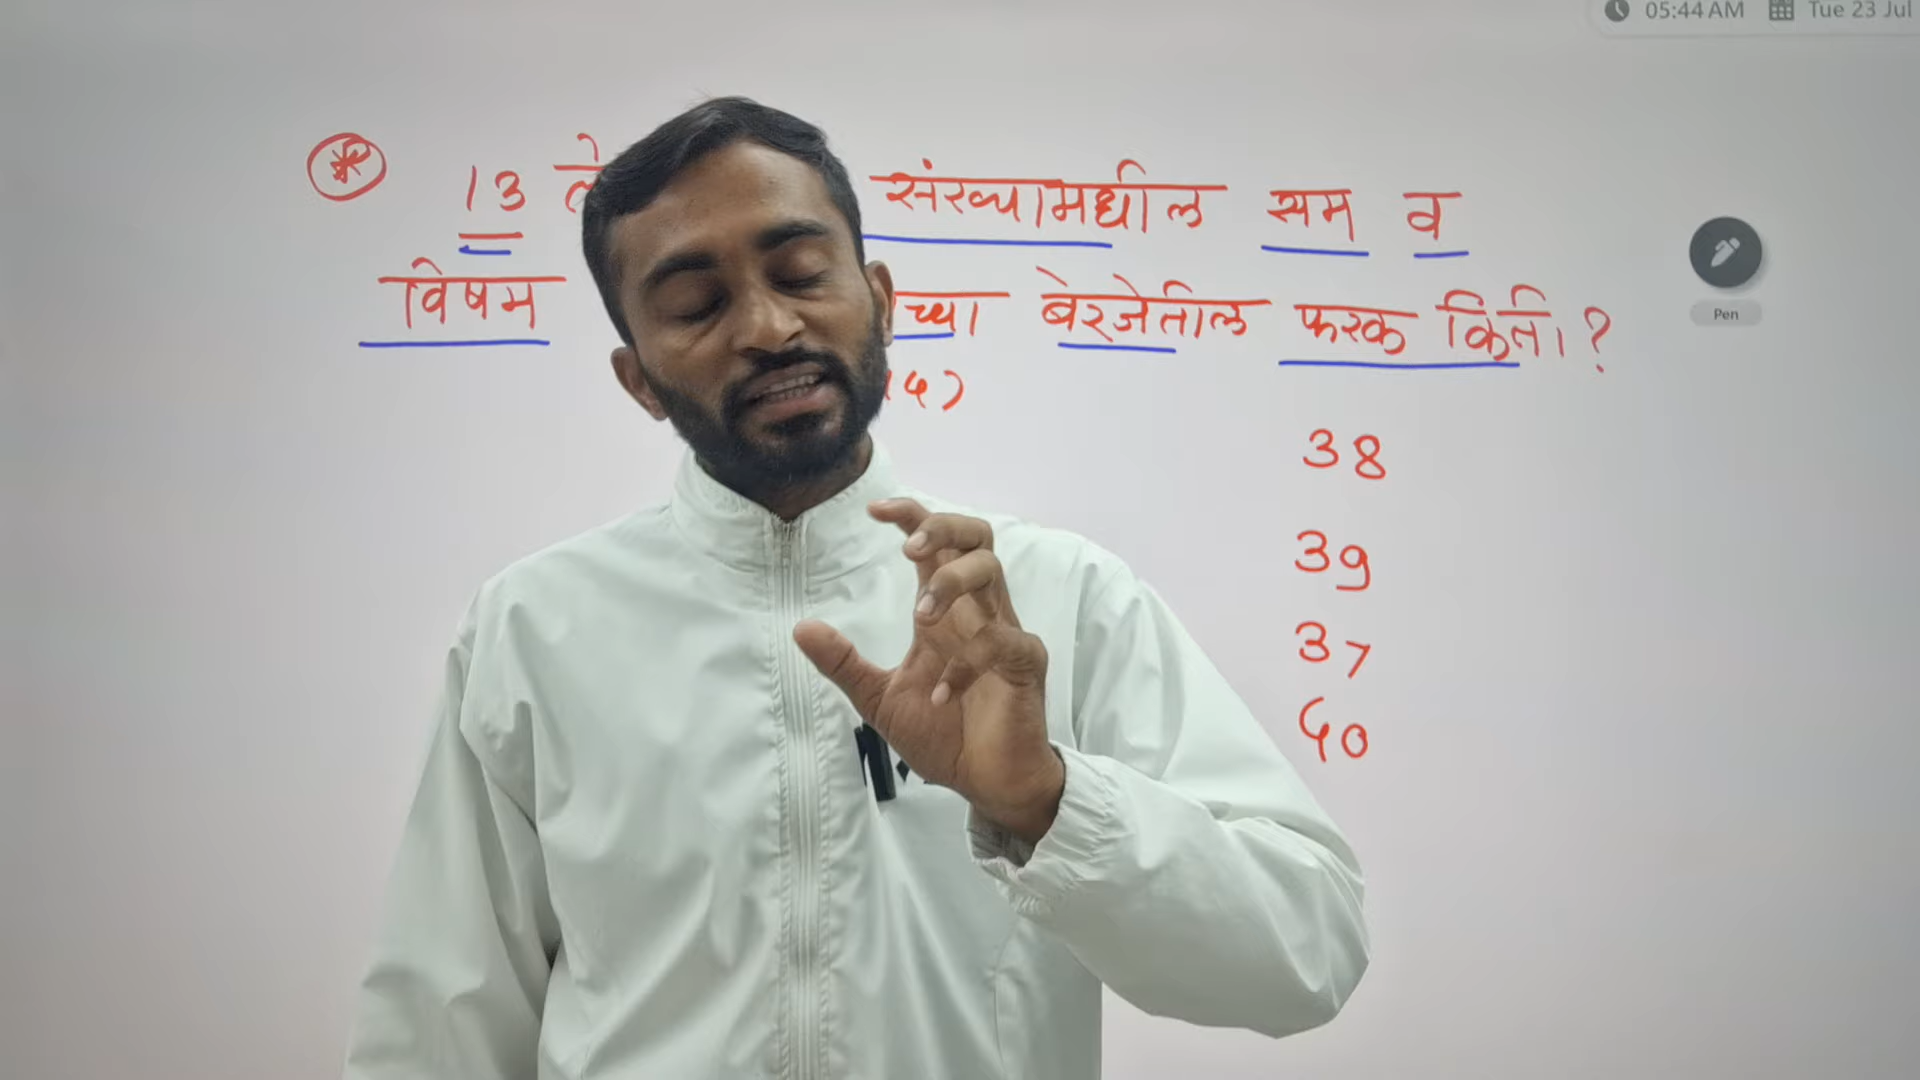 05:44 AM Tue 23 Jul
13 ते संख्यामधील सम व
विषम च्या बेरजेतील फरक किती?
38
39
37
40
Pen